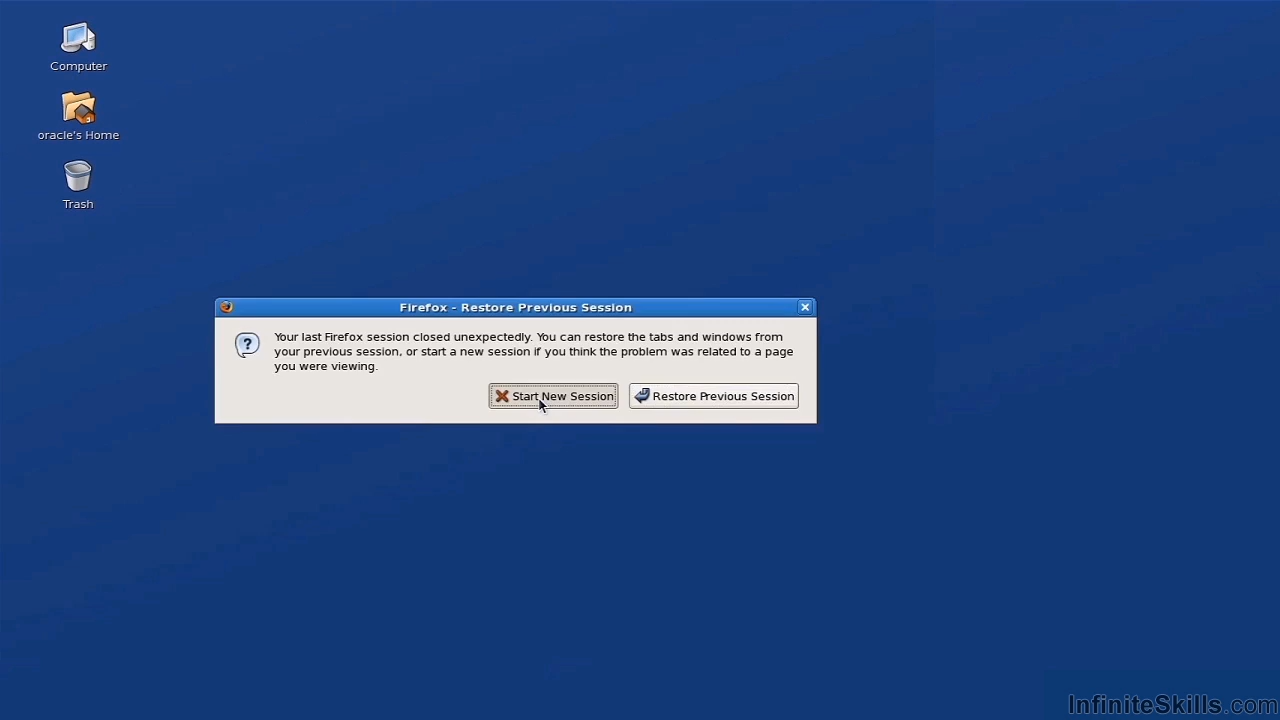 Computer
oracle's Home
Trash
Firefox - Restore Previous Session
Your last Firefox session closed unexpectedly. You can restore the tabs and windows from
your previous session, or start a new session if you think the problem was related to a page
you were viewing.
Start New Session
Restore Previous Session
InfiniteSkills.com